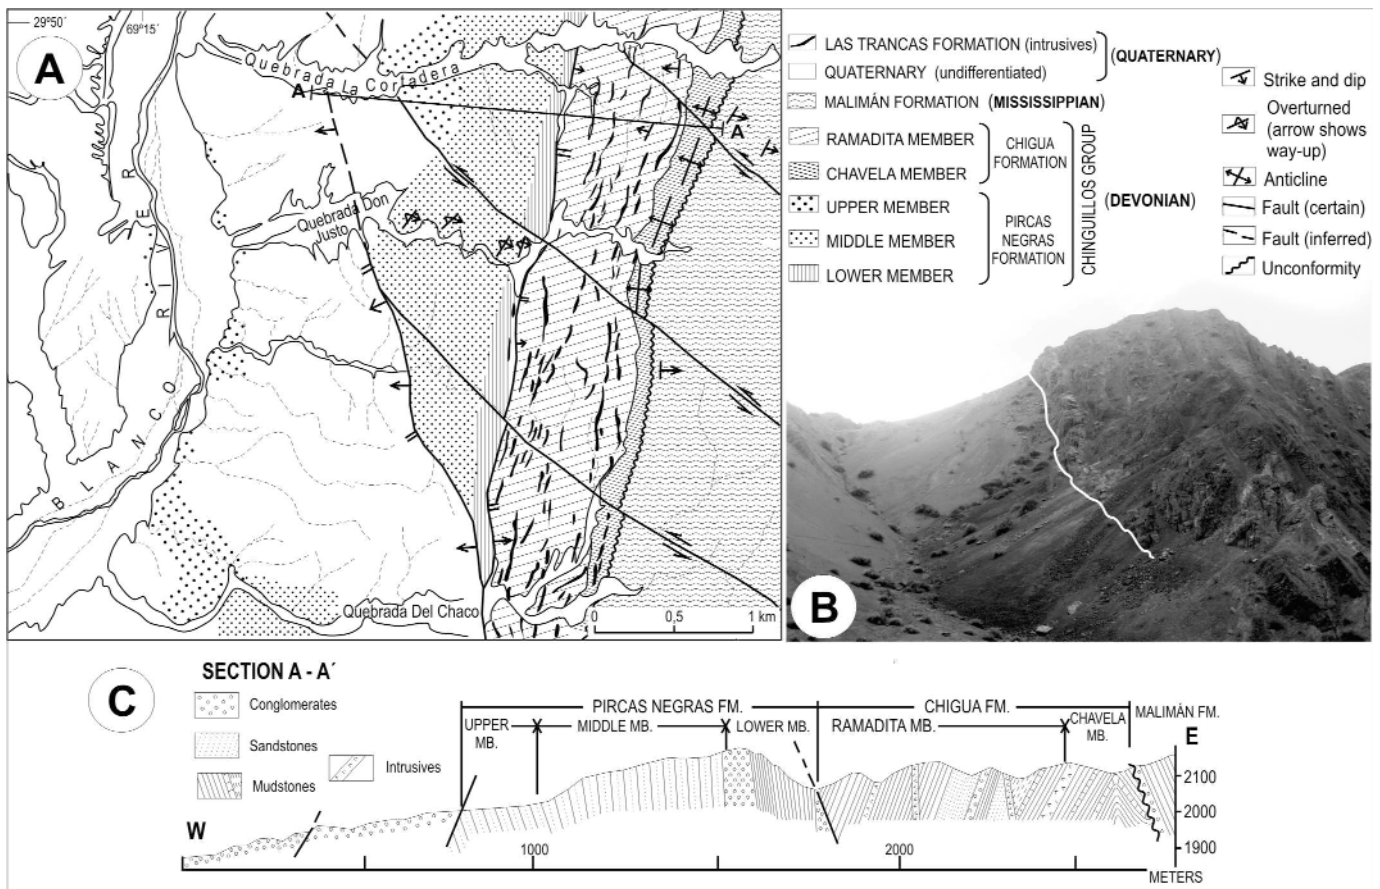 29º50´
69º15´
A
Quebrada La Cortadera
A
A
RIVER
BLANCO
Quebrada Don
Justo
Quebrada Del Chaco
0 0,5 1 km
LAS TRANCAS FORMATION (intrusives)
QUATERNARY (undifferentiated)
(QUATERNARY)
MALIMÁN FORMATION (MISSISSIPPIAN)
RAMADITA MEMBER
CHAVELA MEMBER
UPPER MEMBER
MIDDLE MEMBER
LOWER MEMBER
CHIGUA
FORMATION
PIRCAS
NEGRAS
FORMATION
CHINGUILLOS GROUP
(DEVONIAN)
Strike and dip
Overturned
(arrow shows
way-up)
Anticline
Fault (certain)
Fault (inferred)
Unconformity
B
C
SECTION A - A´
Conglomerates
Sandstones
Mudstones
Intrusives
PIRCAS NEGRAS FM.
CHIGUA FM.
UPPER
MB.
MIDDLE MB.
LOWER MB.
RAMADITA MB.
CHAVELA
MB.
MALIMÁN FM.
W
E
2100
2000
1900
1000
2000
METERS